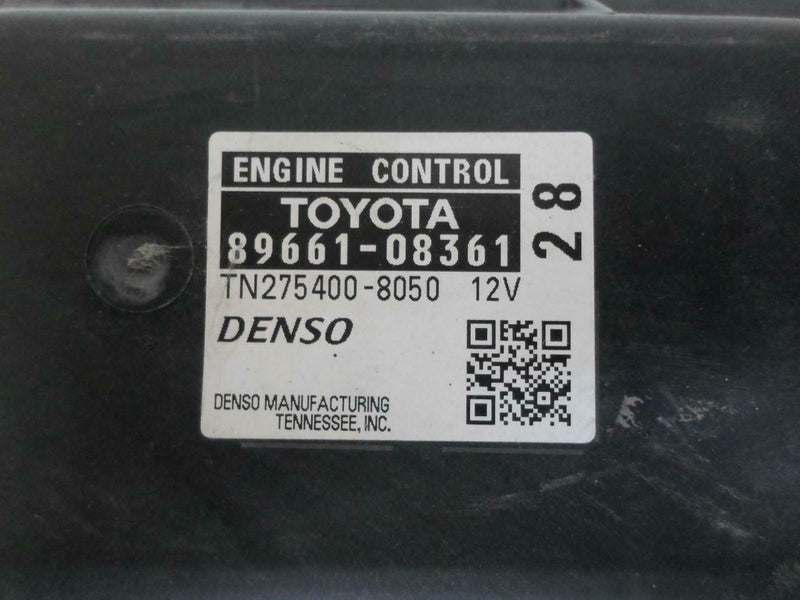 ENGINE CONTROL
TOYOTA
89661-08361
28
TN275400-8050 12V
DENSO
DENSO MANUFACTURING
TENNESSEE, INC.